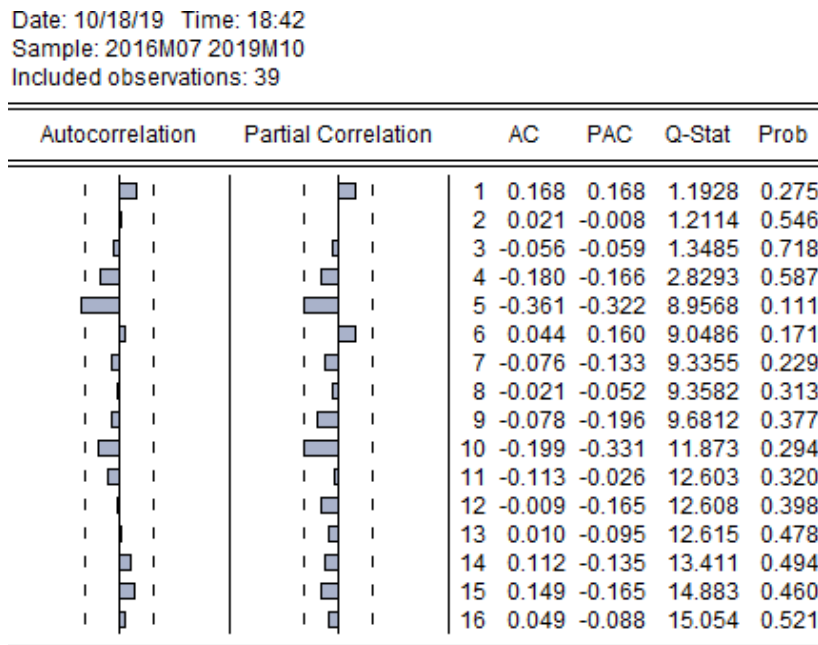 Date: 10/18/19 Time: 18:42
Sample: 2016M07 2019M10
Included observations: 39
Autocorrelation Partial Correlation AC PAC Q-Stat Prob
1 0.168 0.168 1.1928 0.275
2 0.021 -0.008 1.2114 0.546
3 -0.056 -0.059 1.3485 0.718
4 -0.180 -0.166 2.8293 0.587
5 -0.361 -0.322 8.9568 0.111
6 0.044 0.160 9.0486 0.171
7 -0.076 -0.133 9.3355 0.229
8 -0.021 -0.052 9.3582 0.313
9 -0.078 -0.196 9.6812 0.377
10 -0.199 -0.331 11.873 0.294
11 -0.113 -0.026 12.603 0.320
12 -0.009 -0.165 12.608 0.398
13 0.010 -0.095 12.615 0.478
14 0.112 -0.135 13.411 0.494
15 0.149 -0.165 14.883 0.460
16 0.049 -0.088 15.054 0.521